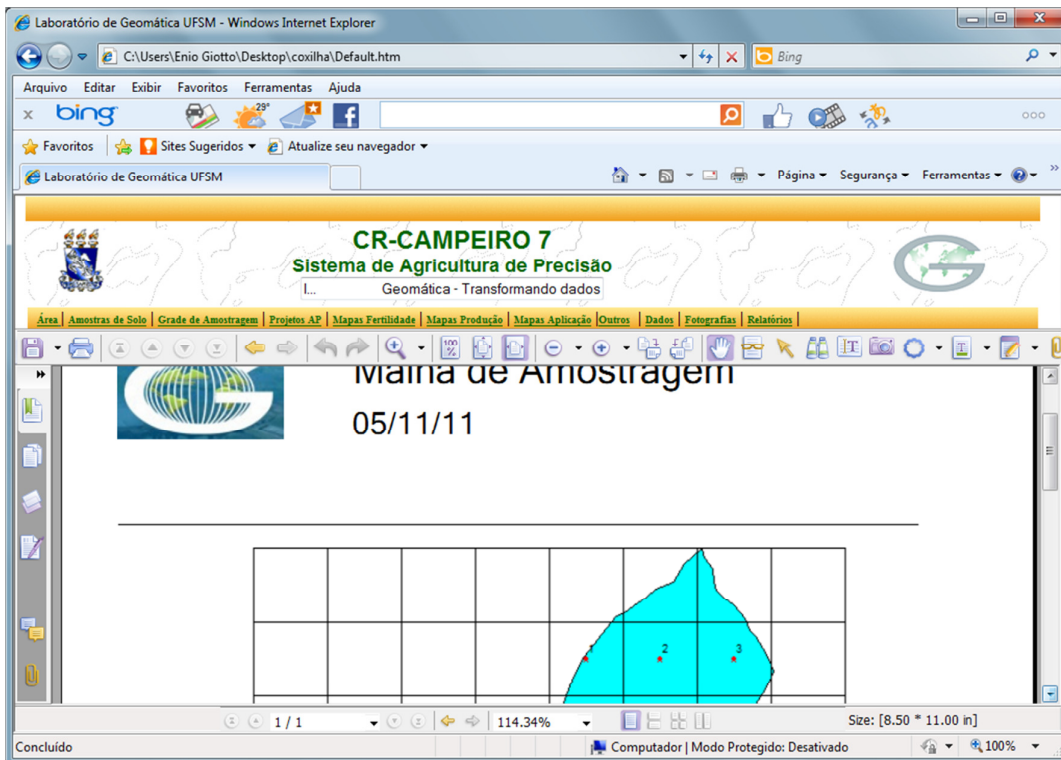 Laboratório de Geomática UFSM - Windows Internet Explorer
C:\Users\Enio Giotto\Desktop\coxilha\Default.htm
Bing
Arquivo Editar Exibir Favoritos Ferramentas Ajuda
x bing 29° f
Favoritos Sites Sugeridos Atualize seu navegador
Laboratório de Geomática UFSM Página Segurança Ferramentas
CR-CAMPEIRO 7
Sistema de Agricultura de Precisão
I... Geomática - Transformando dados
Área | Amostras de Solo | Grade de Amostragem | Projetos AP | Mapas Fertilidade | Mapas Produção | Mapas Aplicação |Outros | Dados | Fotografias | Relatórios |
Malha de Amostragem
05/11/11
1 2 3
1 / 1 114.34% Size: [8.50 * 11.00 in]
Concluído Computador | Modo Protegido: Desativado 100%